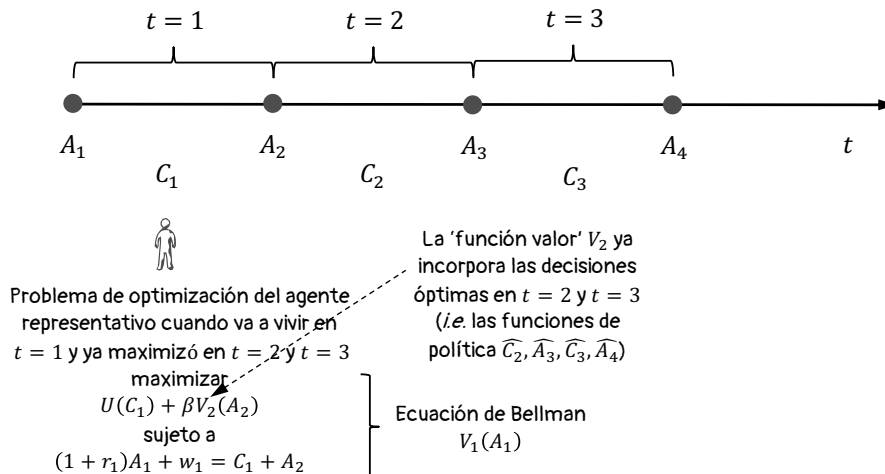 t = 1
t = 2
t = 3
A₁
A₂
A₃
A₄
t
C₁
C₂
C₃
La 'función valor' V₂ ya
incorpora las decisiones
óptimas en t = 2 y t = 3
(i.e. las funciones de
política Ĉ₂, Â₃, Ĉ₃, Â₄)
Problema de optimización del agente
representativo cuando va a vivir en
t = 1 y ya maximizó en t = 2 y t = 3
maximizar
U(C₁) + βV₂(A₂)
sujeto a
(1 + r₁)A₁ + w₁ = C₁ + A₂
Ecuación de Bellman
V₁(A₁)